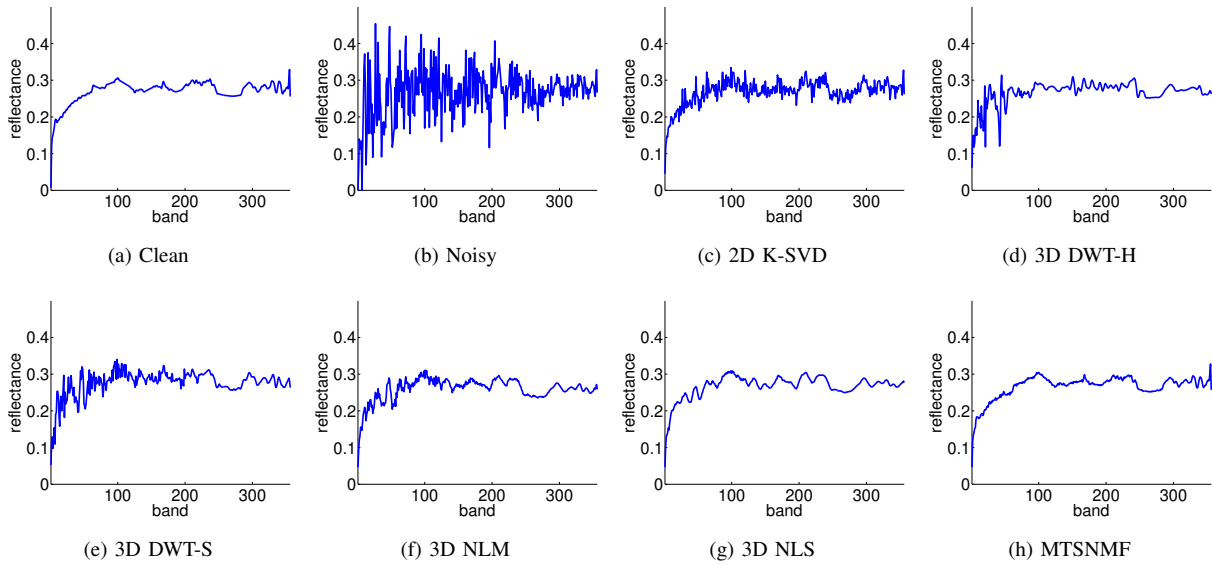 0.4 0.4 0.4 0.4
reflectance reflectance reflectance reflectance
0.3 0.3 0.3 0.3
0.2 0.2 0.2 0.2
0.1 0.1 0.1 0.1
0 0 0 0
100 200 300 100 200 300 100 200 300 100 200 300
band band band band
(a) Clean (b) Noisy (c) 2D K-SVD (d) 3D DWT-H
0.4 0.4 0.4 0.4
reflectance reflectance reflectance reflectance
0.3 0.3 0.3 0.3
0.2 0.2 0.2 0.2
0.1 0.1 0.1 0.1
0 0 0 0
100 200 300 100 200 300 100 200 300 100 200 300
band band band band
(e) 3D DWT-S (f) 3D NLM (g) 3D NLS (h) MTSNMF